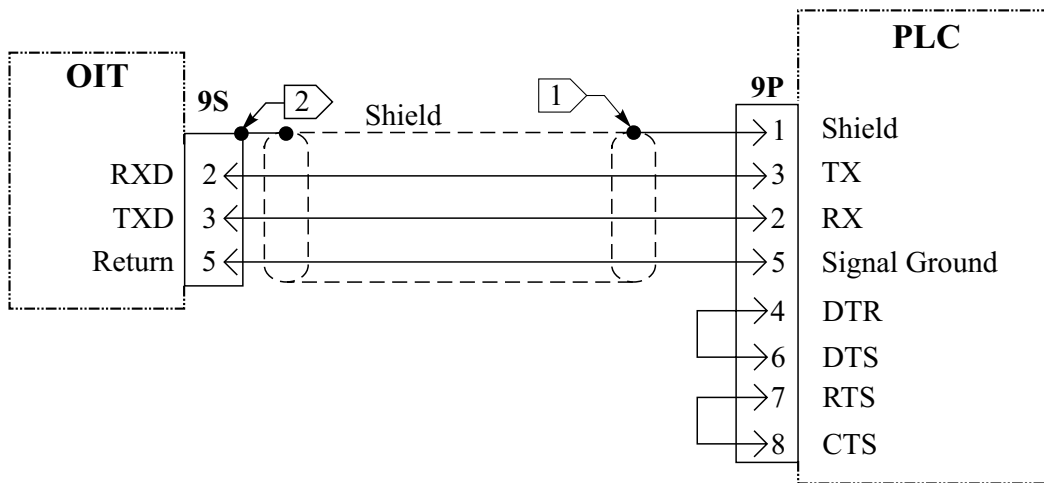 PLC
OIT
9S
2
Shield
1
9P
1 Shield
RXD 2
3 TX
TXD 3
2 RX
Return 5
5 Signal Ground
4 DTR
6 DTS
7 RTS
8 CTS